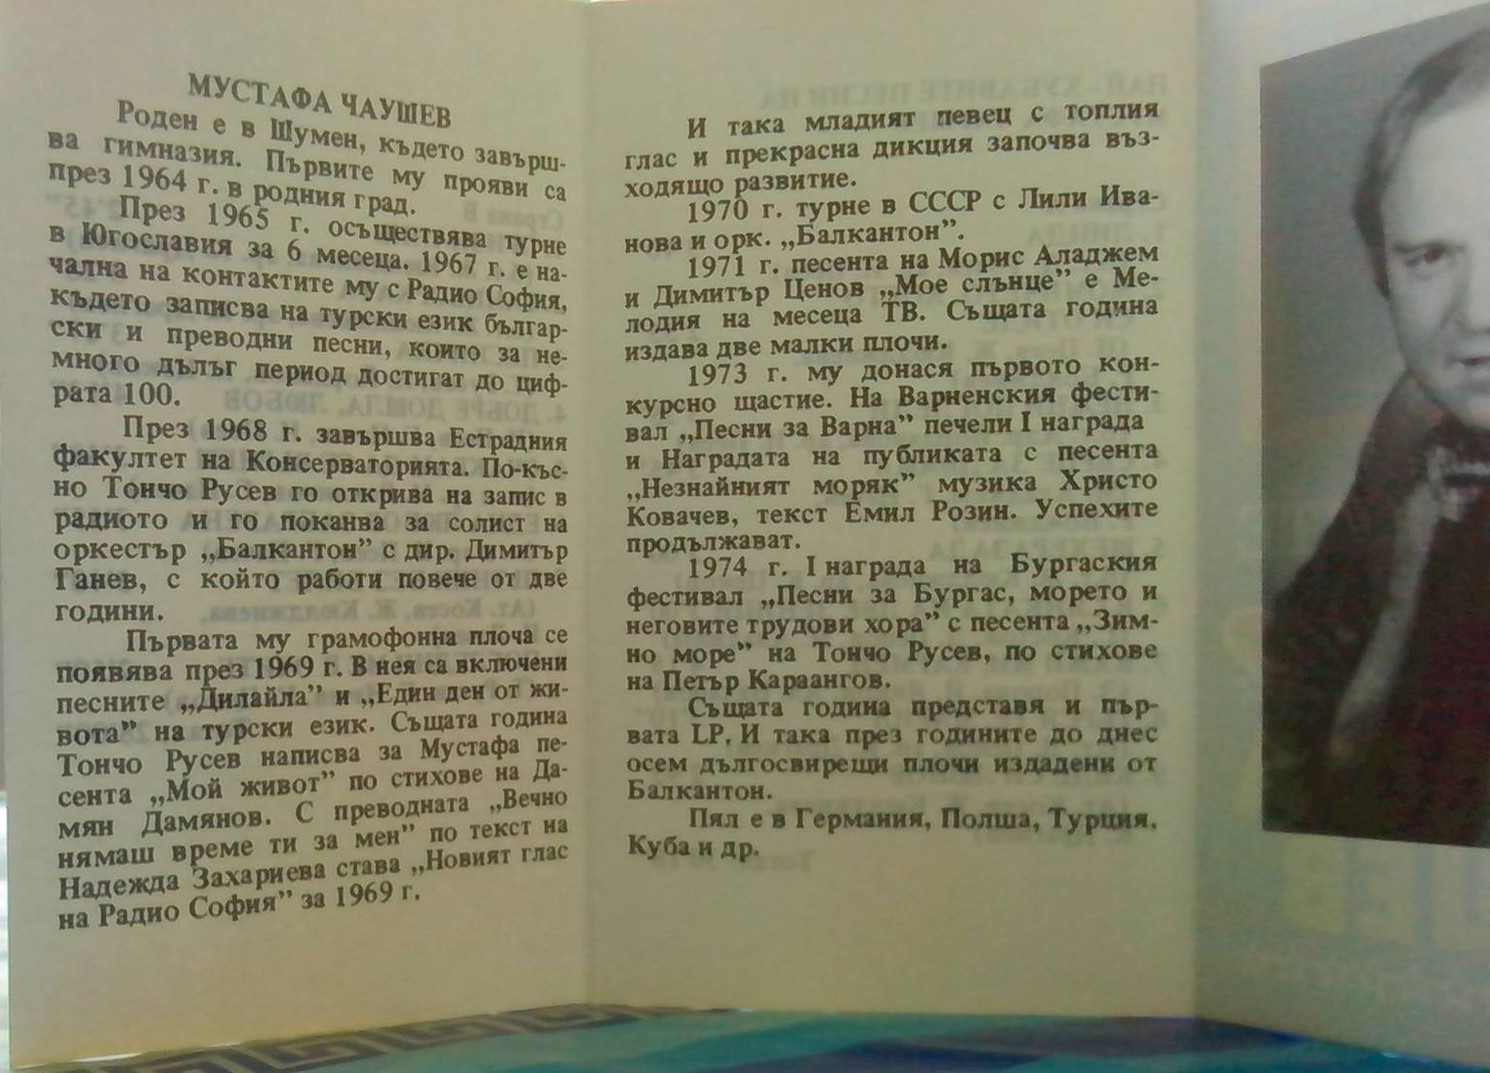 МУСТАФА ЧАУШЕВ
Роден е в Шумен, където завърш-
ва гимназия. Първите му прояви са
през 1964 г. в родния град.
През 1965 г. осъществява турне
в Югославия за 6 месеца. 1967 г. е на-
чална на контактите му с Радио София,
където записва на турски език българ-
ски и преводни песни, които за не-
много дълъг период достигат до циф-
рата 100.
През 1968 г. завършва Естрадния
факултет на Консерваторията. По-къс-
но Тончо Русев го открива на запис в
радиото и го поканва за солист на
оркестър „Балкантон” с дир. Димитър
Ганев, с който работи повече от две
години.
Първата му грамофонна плоча се
появява през 1969 г. В нея са включени
песните „Дилайла” и „Един ден от жи-
вота” на турски език. Същата година
Тончо Русев написва за Мустафа пе-
сента „Мой живот” по стихове на Да-
мян Дамянов. С преводната „Вечно
нямаш време ти за мен” по текст на
Надежда Захариева става „Новият глас
на Радио София” за 1969 г.
И така младият певец с топлия
глас и прекрасна дикция започва въз-
ходящо развитие.
1970 г. турне в СССР с Лили Ива-
нова и орк. „Балкантон”.
1971 г. песента на Морис Аладжем
и Димитър Ценов „Мое слънце” е Ме-
лодия на месеца ТВ. Същата година
издава две малки плочи.
1973 г. му донася първото кон-
курсно щастие. На Варненския фести-
вал „Песни за Варна” печели I награда
и Наградата на публиката с песента
„Незнайният моряк” музика Христо
Ковачев, текст Емил Розин. Успехите
продължават.
1974 г. I награда на Бургаския
фестивал „Песни за Бургас, морето и
неговите трудови хора” с песента „Зим-
но море” на Тончо Русев, по стихове
на Петър Караангов.
Същата година представя и пър-
вата LP. И така през годините до днес
осем дългосвирещи плочи издадени от
Балкантон.
Пял е в Германия, Полша, Турция,
Куба и др.